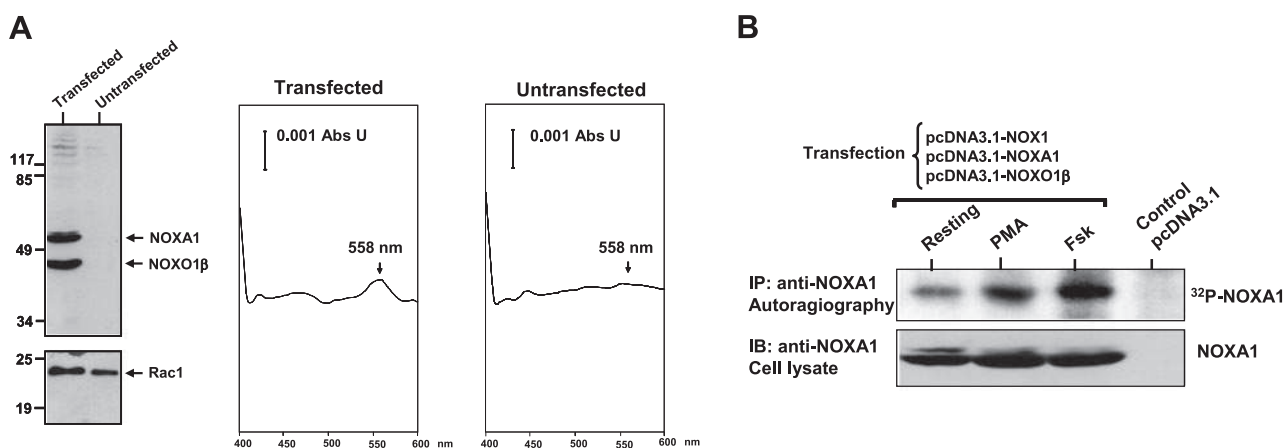 A
Transfected
Untransfected
117
85
49
34
NOXA1
NOXO1β
25
19
Rac1
Transfected
0.001 Abs U
558 nm
400 450 500 550 600 nm
Untransfected
0.001 Abs U
558 nm
400 450 500 550 600 nm
B
Transfection
pcDNA3.1-NOX1
pcDNA3.1-NOXA1
pcDNA3.1-NOXO1β
Resting
PMA
Fsk
Control
pcDNA3.1
IP: anti-NOXA1
Autoragiography
³²P-NOXA1
IB: anti-NOXA1
Cell lysate
NOXA1